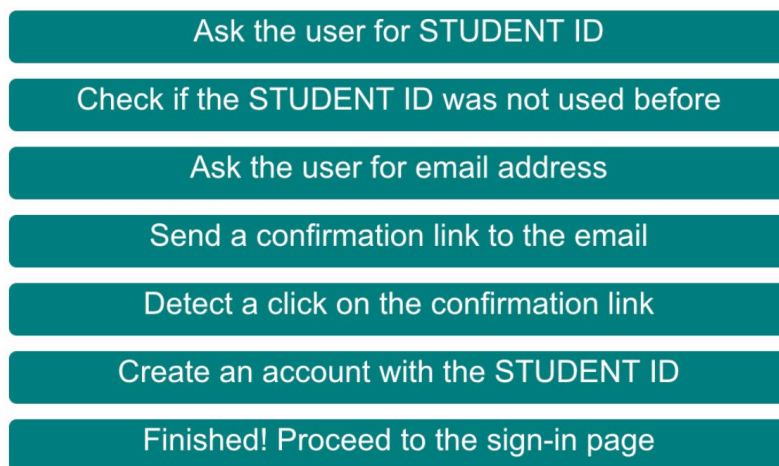 Ask the user for STUDENT ID
Check if the STUDENT ID was not used before
Ask the user for email address
Send a confirmation link to the email
Detect a click on the confirmation link
Create an account with the STUDENT ID
Finished! Proceed to the sign-in page